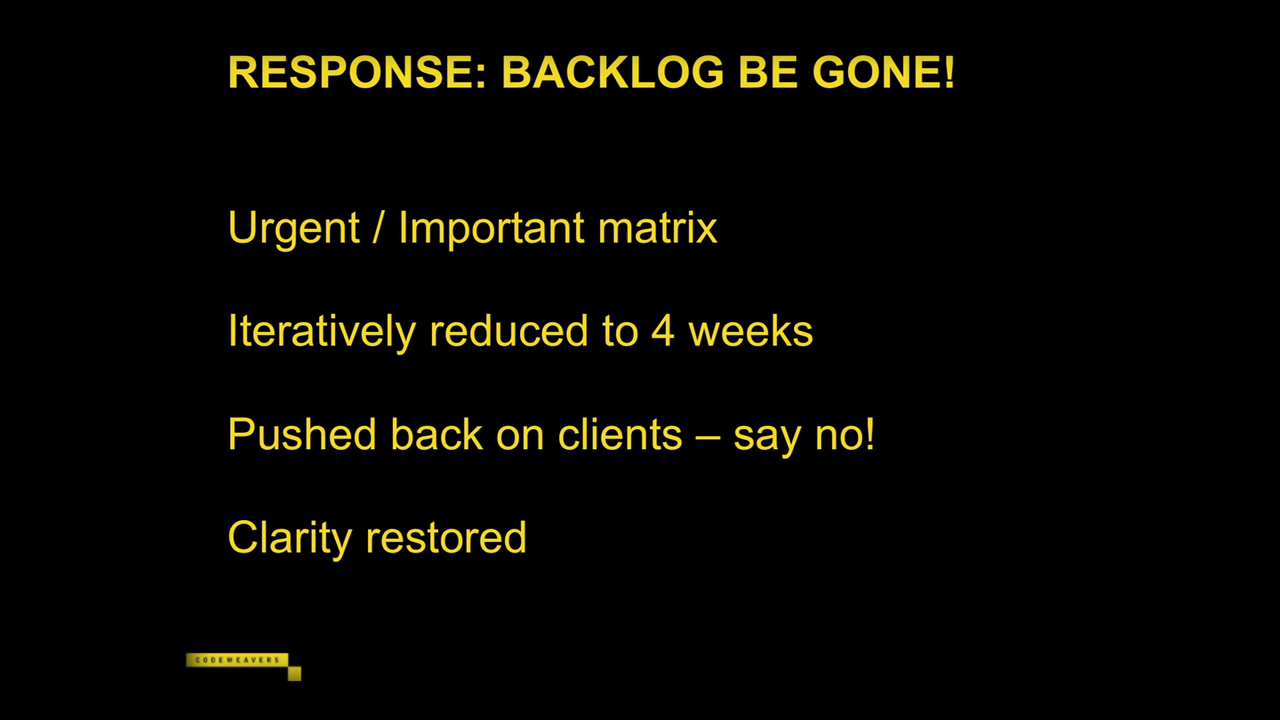 RESPONSE: BACKLOG BE GONE!
Urgent / Important matrix
Iteratively reduced to 4 weeks
Pushed back on clients – say no!
Clarity restored
CODEWEAVERS